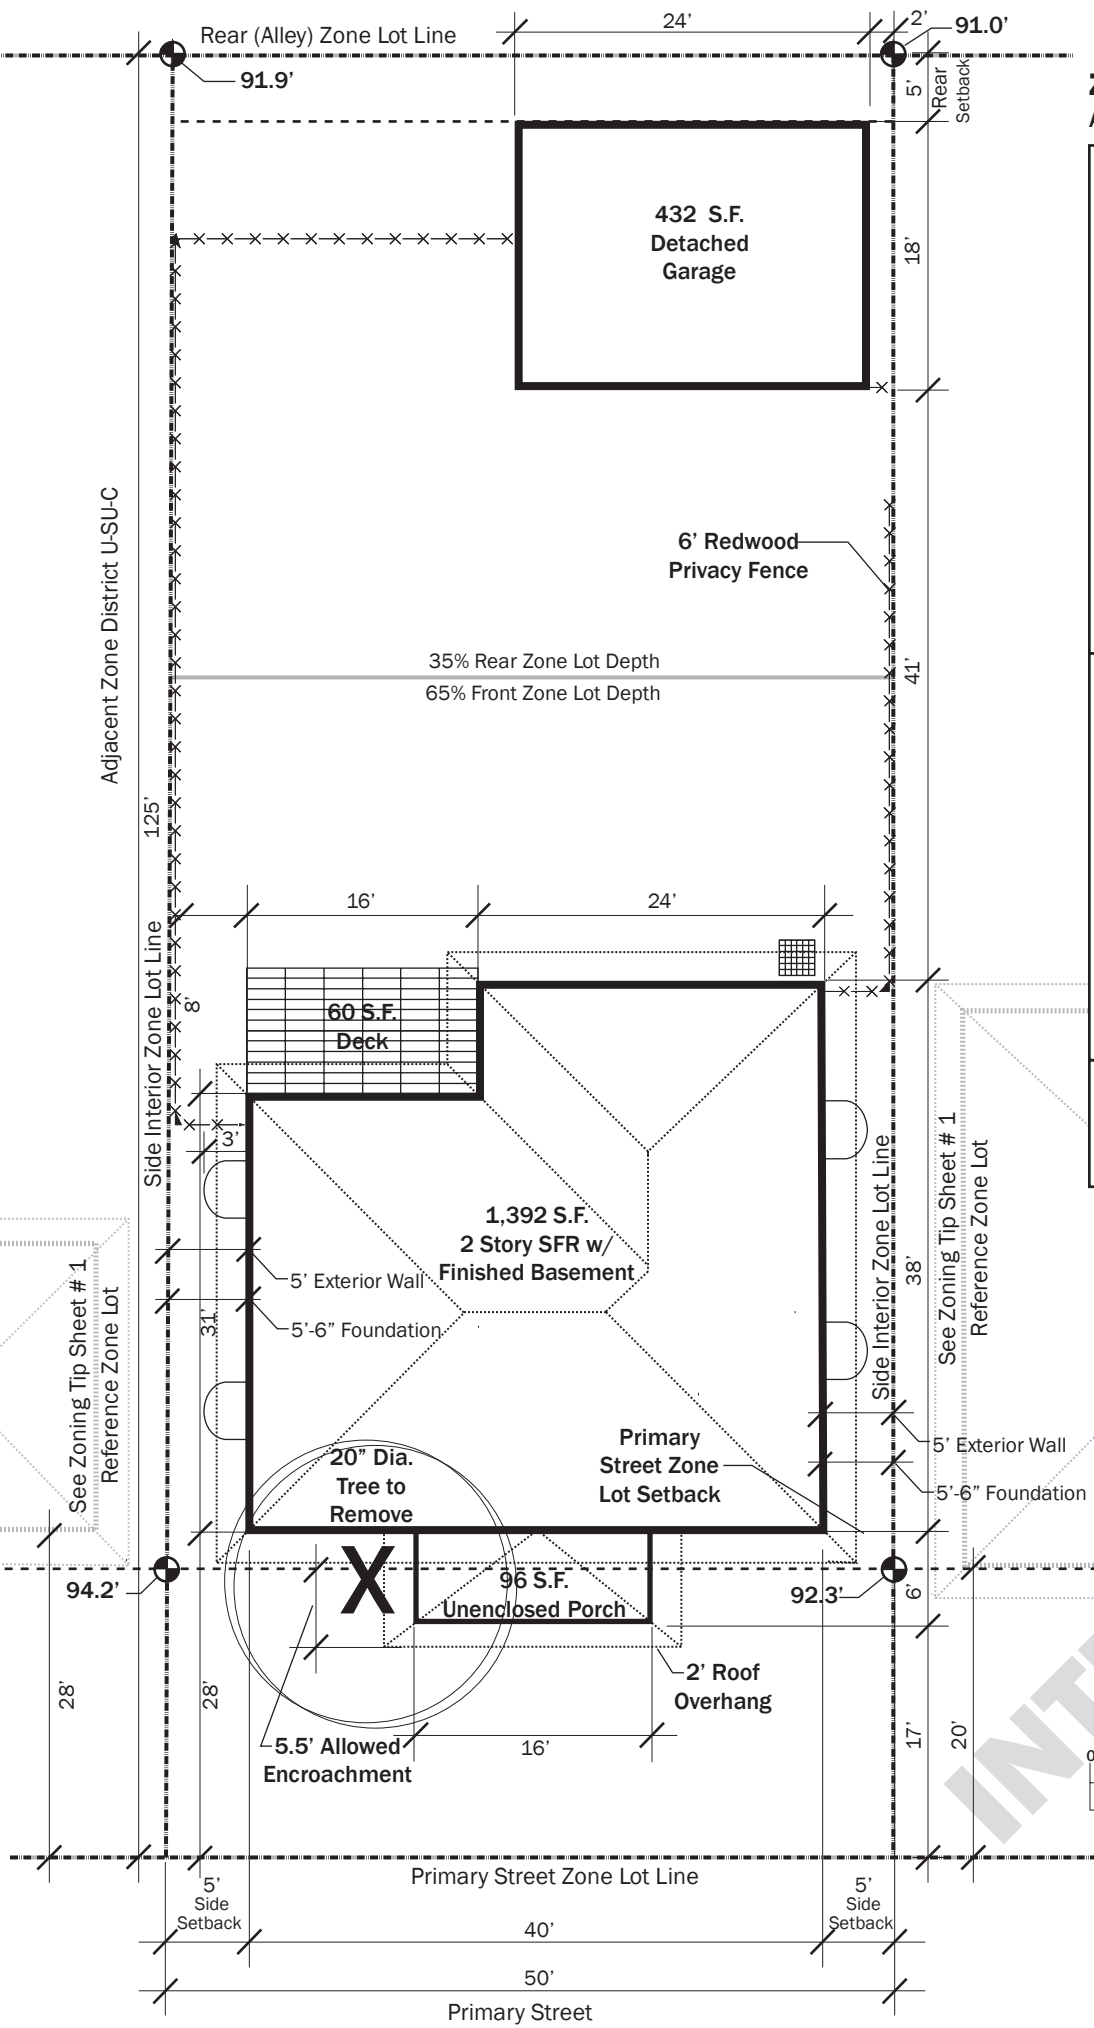 24’
2’
91.0’
Rear (Alley) Zone Lot Line
91.9’
5’
Rear
Setback
432 S.F.
Detached
Garage
18’
Adjacent Zone District U-SU-C
6’ Redwood
Privacy Fence
35% Rear Zone Lot Depth
65% Front Zone Lot Depth
41’
125’
Side Interior Zone Lot Line
16’
24’
8’
60 S.F.
Deck
3’
1,392 S.F.
2 Story SFR w/
Finished Basement
5’ Exterior Wall
5’-6” Foundation
31’
See Zoning Tip Sheet # 1
Reference Zone Lot
Side Interior Zone Lot Line
38’
See Zoning Tip Sheet # 1
Reference Zone Lot
20” Dia.
Tree to
Remove
Primary
Street Zone
Lot Setback
5’ Exterior Wall
5’-6” Foundation
X
96 S.F.
Unenclosed Porch
94.2’
92.3’
6’
2’ Roof
Overhang
28’
28’
5.5’ Allowed
Encroachment
16’
17’
20’
Primary Street Zone Lot Line
5’
Side
Setback
5’
Side
Setback
40’
50’
Primary Street